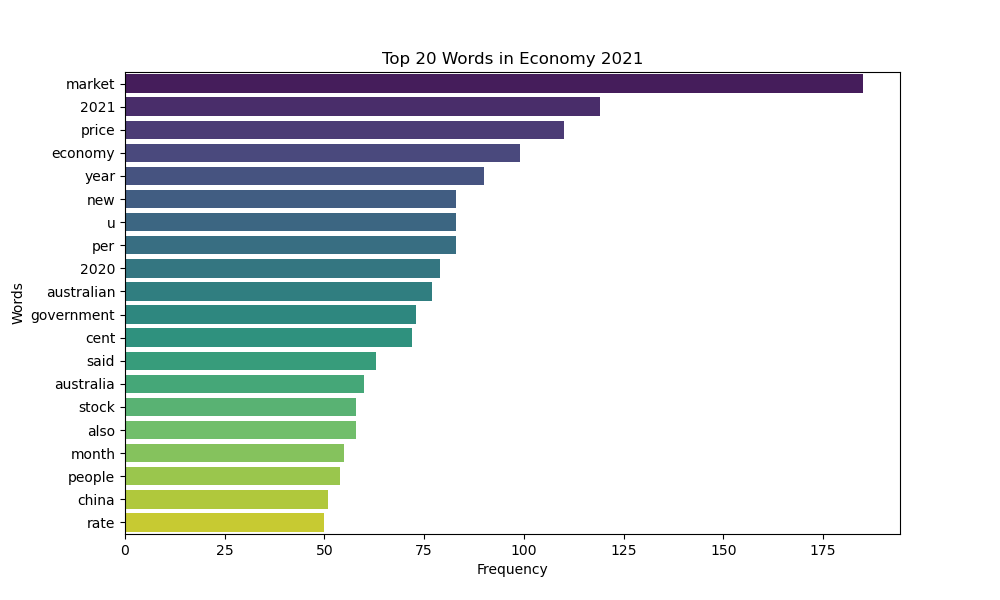 Top 20 Words in Economy 2021
market
2021
price
economy
year
new
u
per
2020
australian
government
cent
said
australia
stock
also
month
people
china
rate
Words
0 25 50 75 100 125 150 175
Frequency